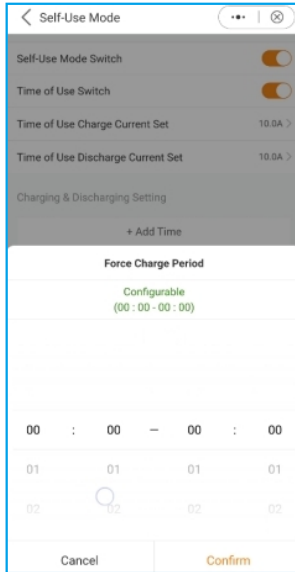 Self-Use Mode
Self-Use Mode Switch
Time of Use Switch
Time of Use Charge Current Set 10.0A
Time of Use Discharge Current Set 10.0A
Charging & Discharging Setting
+ Add Time
Force Charge Period
Configurable
(00 : 00 - 00 : 00)
00 : 00 — 00 : 00
01 01 01 01
02 02 02 02
Cancel Confirm